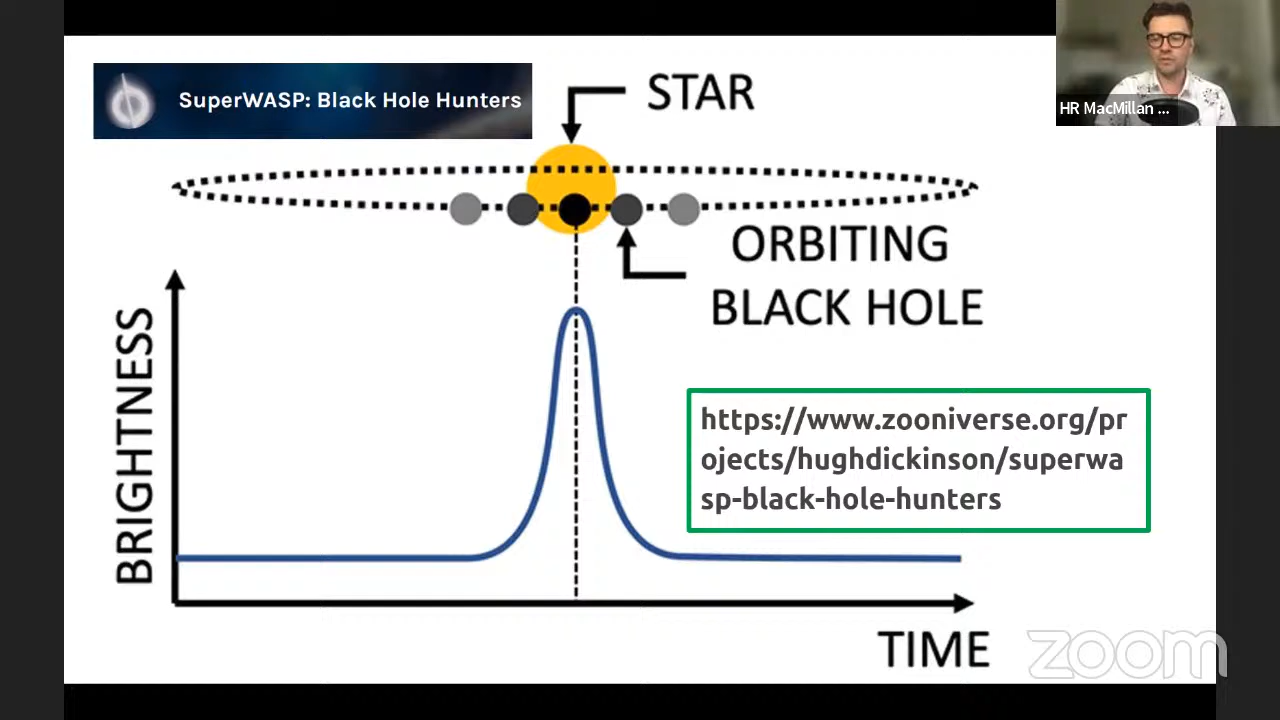 SuperWASP: Black Hole Hunters
STAR
HR MacMillan ...
ORBITING
BLACK HOLE
BRIGHTNESS
https://www.zooniverse.org/pr
ojects/hughdickinson/superwa
sp-black-hole-hunters
TIME
zoom